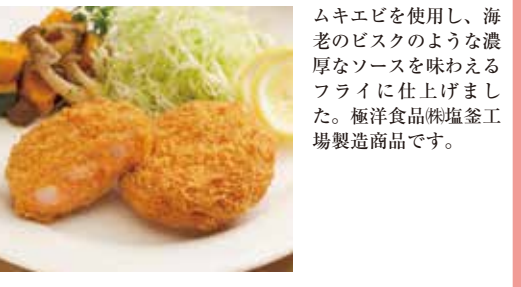 ムキエビを使用し、海
老のビスクのような濃
厚なソースを味わえる
フライに仕上げまし
た。極洋食品㈱塩釜工
場製造商品です。